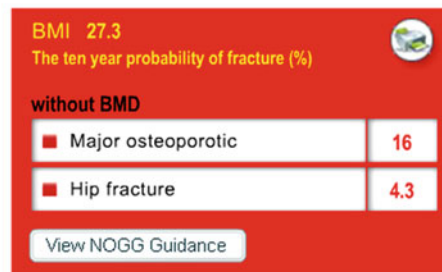 BMI 27.3
The ten year probability of fracture (%)
without BMD
Major osteoporotic 16
Hip fracture 4.3
View NOGG Guidance